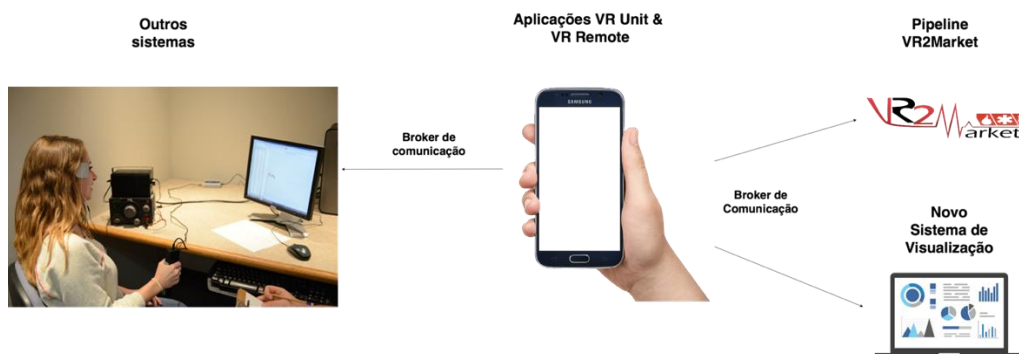 Outros
sistemas
Aplicações VR Unit &
VR Remote
Pipeline
VR2Market
SAMSUNG
VR2Market
Broker de
comunicação
Broker de
Comunicação
Novo
Sistema de
Visualização